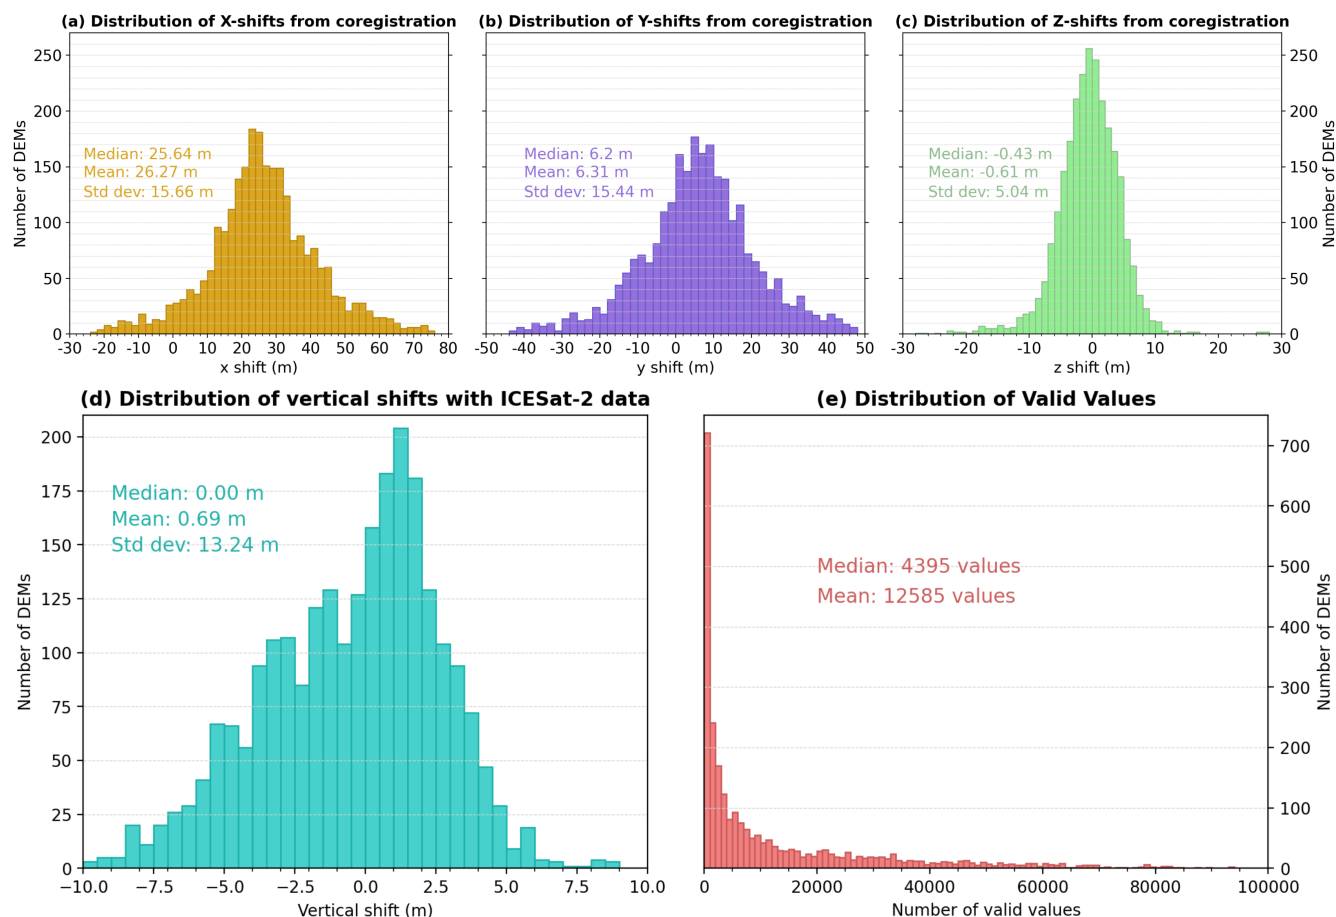 (a) Distribution of X-shifts from coregistration
250
200
150
100
50
0
Number of DEMs
Median: 25.64 m
Mean: 26.27 m
Std dev: 15.66 m
-30 -20 -10 0 10 20 30 40 50 60 70 80
x shift (m)
(b) Distribution of Y-shifts from coregistration
Median: 6.2 m
Mean: 6.31 m
Std dev: 15.44 m
-50 -40 -30 -20 -10 0 10 20 30 40 50
y shift (m)
(c) Distribution of Z-shifts from coregistration
Median: -0.43 m
Mean: -0.61 m
Std dev: 5.04 m
250
200
150
100
50
0
Number of DEMs
-30 -20 -10 0 10 20 30
z shift (m)
(d) Distribution of vertical shifts with ICESat-2 data
200
175
150
125
100
75
50
25
0
Number of DEMs
Median: 0.00 m
Mean: 0.69 m
Std dev: 13.24 m
−10.0 −7.5 −5.0 −2.5 0.0 2.5 5.0 7.5 10.0
Vertical shift (m)
(e) Distribution of Valid Values
Median: 4395 values
Mean: 12585 values
700
600
500
400
300
200
100
0
Number of DEMs
0 20000 40000 60000 80000 100000
Number of valid values